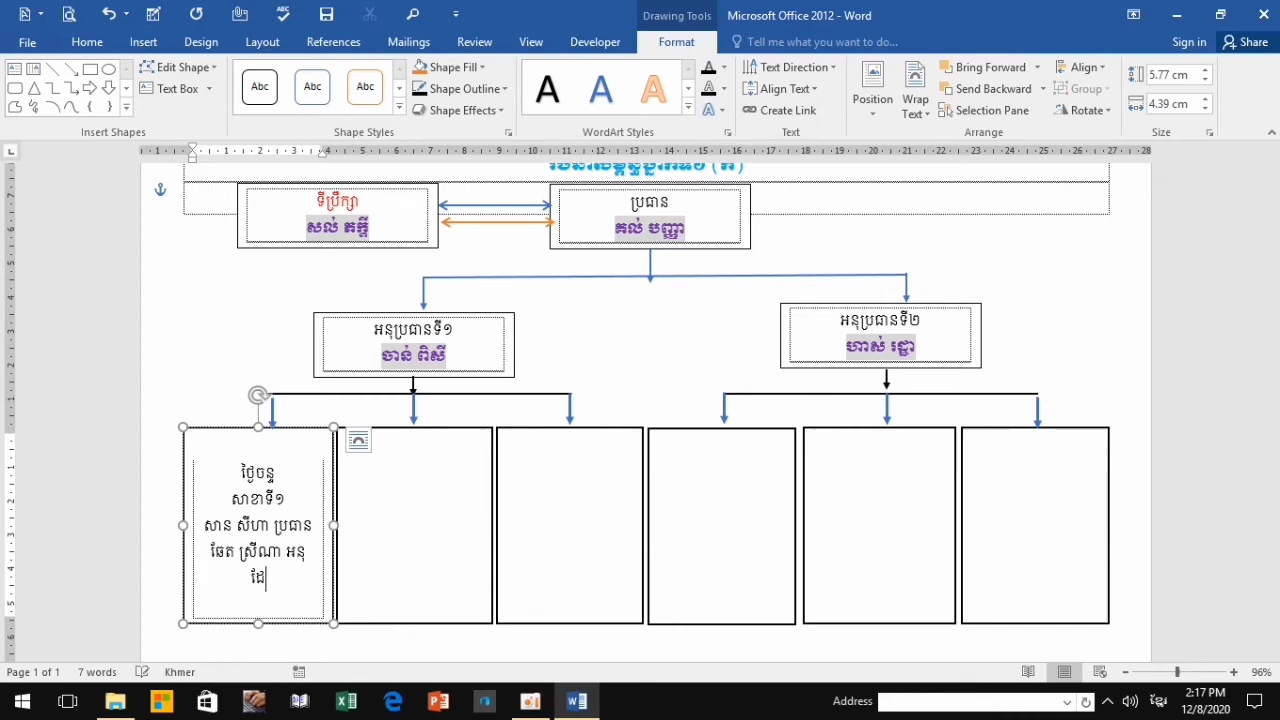 Drawing Tools
Microsoft Office 2012 - Word
File
Home
Insert
Design
Layout
References
Mailings
Review
View
Developer
Format
Tell me what you want to do...
Sign in
Share
Edit Shape
Text Box
Insert Shapes
Abc
Abc
Abc
Shape Fill
Shape Outline
Shape Effects
Shape Styles
A
A
A
WordArt Styles
Text Direction
Align Text
Create Link
Text
Position
Wrap
Text
Bring Forward
Send Backward
Selection Pane
Align
Group
Rotate
Arrange
5.77 cm
4.39 cm
Size
ទីប្រឹក្សា
សល់ ភក្ដី
ប្រធាន
គល់ បញ្ញា
អនុប្រធានទី១
ចាន់ ពិសី
អនុប្រធានទី២
ហាស់ រដ្ឋា
ថ្ងៃចន្ទ
សាខាទី១
សាន សីហា ប្រធាន
ឆែត ស្រីណា អនុ
ដែ
Page 1 of 1
7 words
Khmer
96%
Address
2:17 PM
12/8/2020